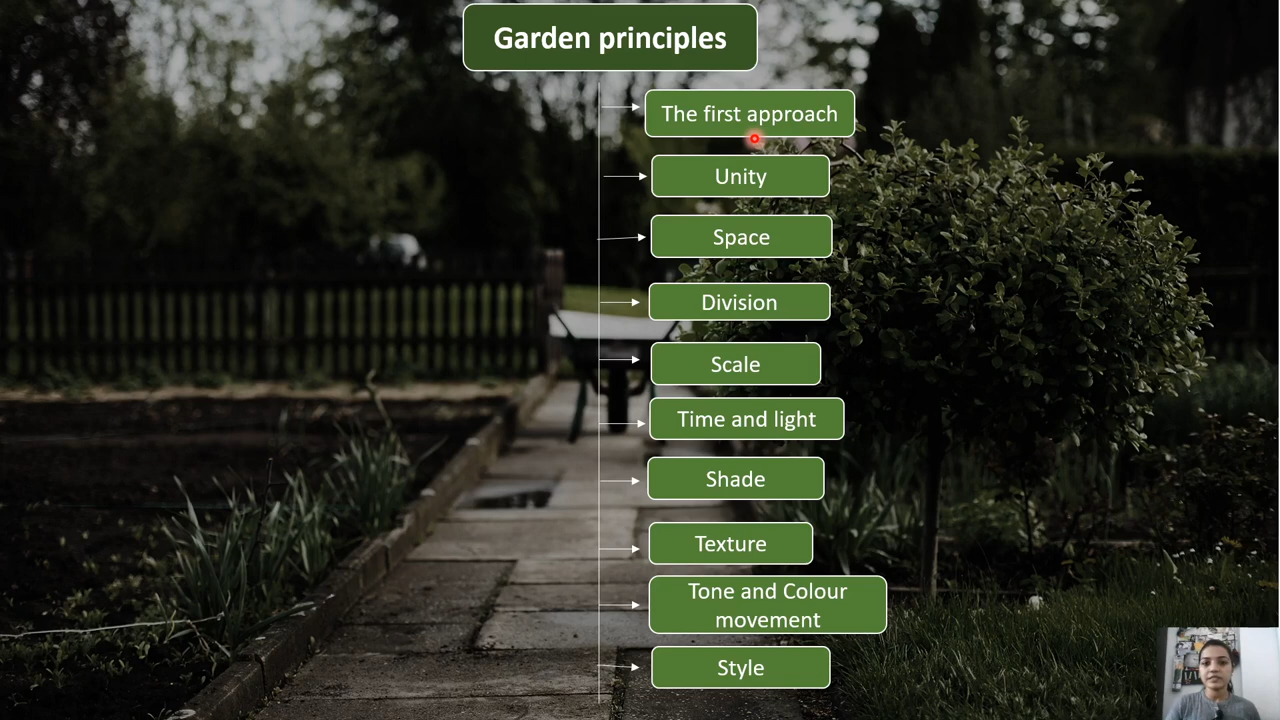 Garden principles
The first approach
Unity
Space
Division
Scale
Time and light
Shade
Texture
Tone and Colour
movement
Style